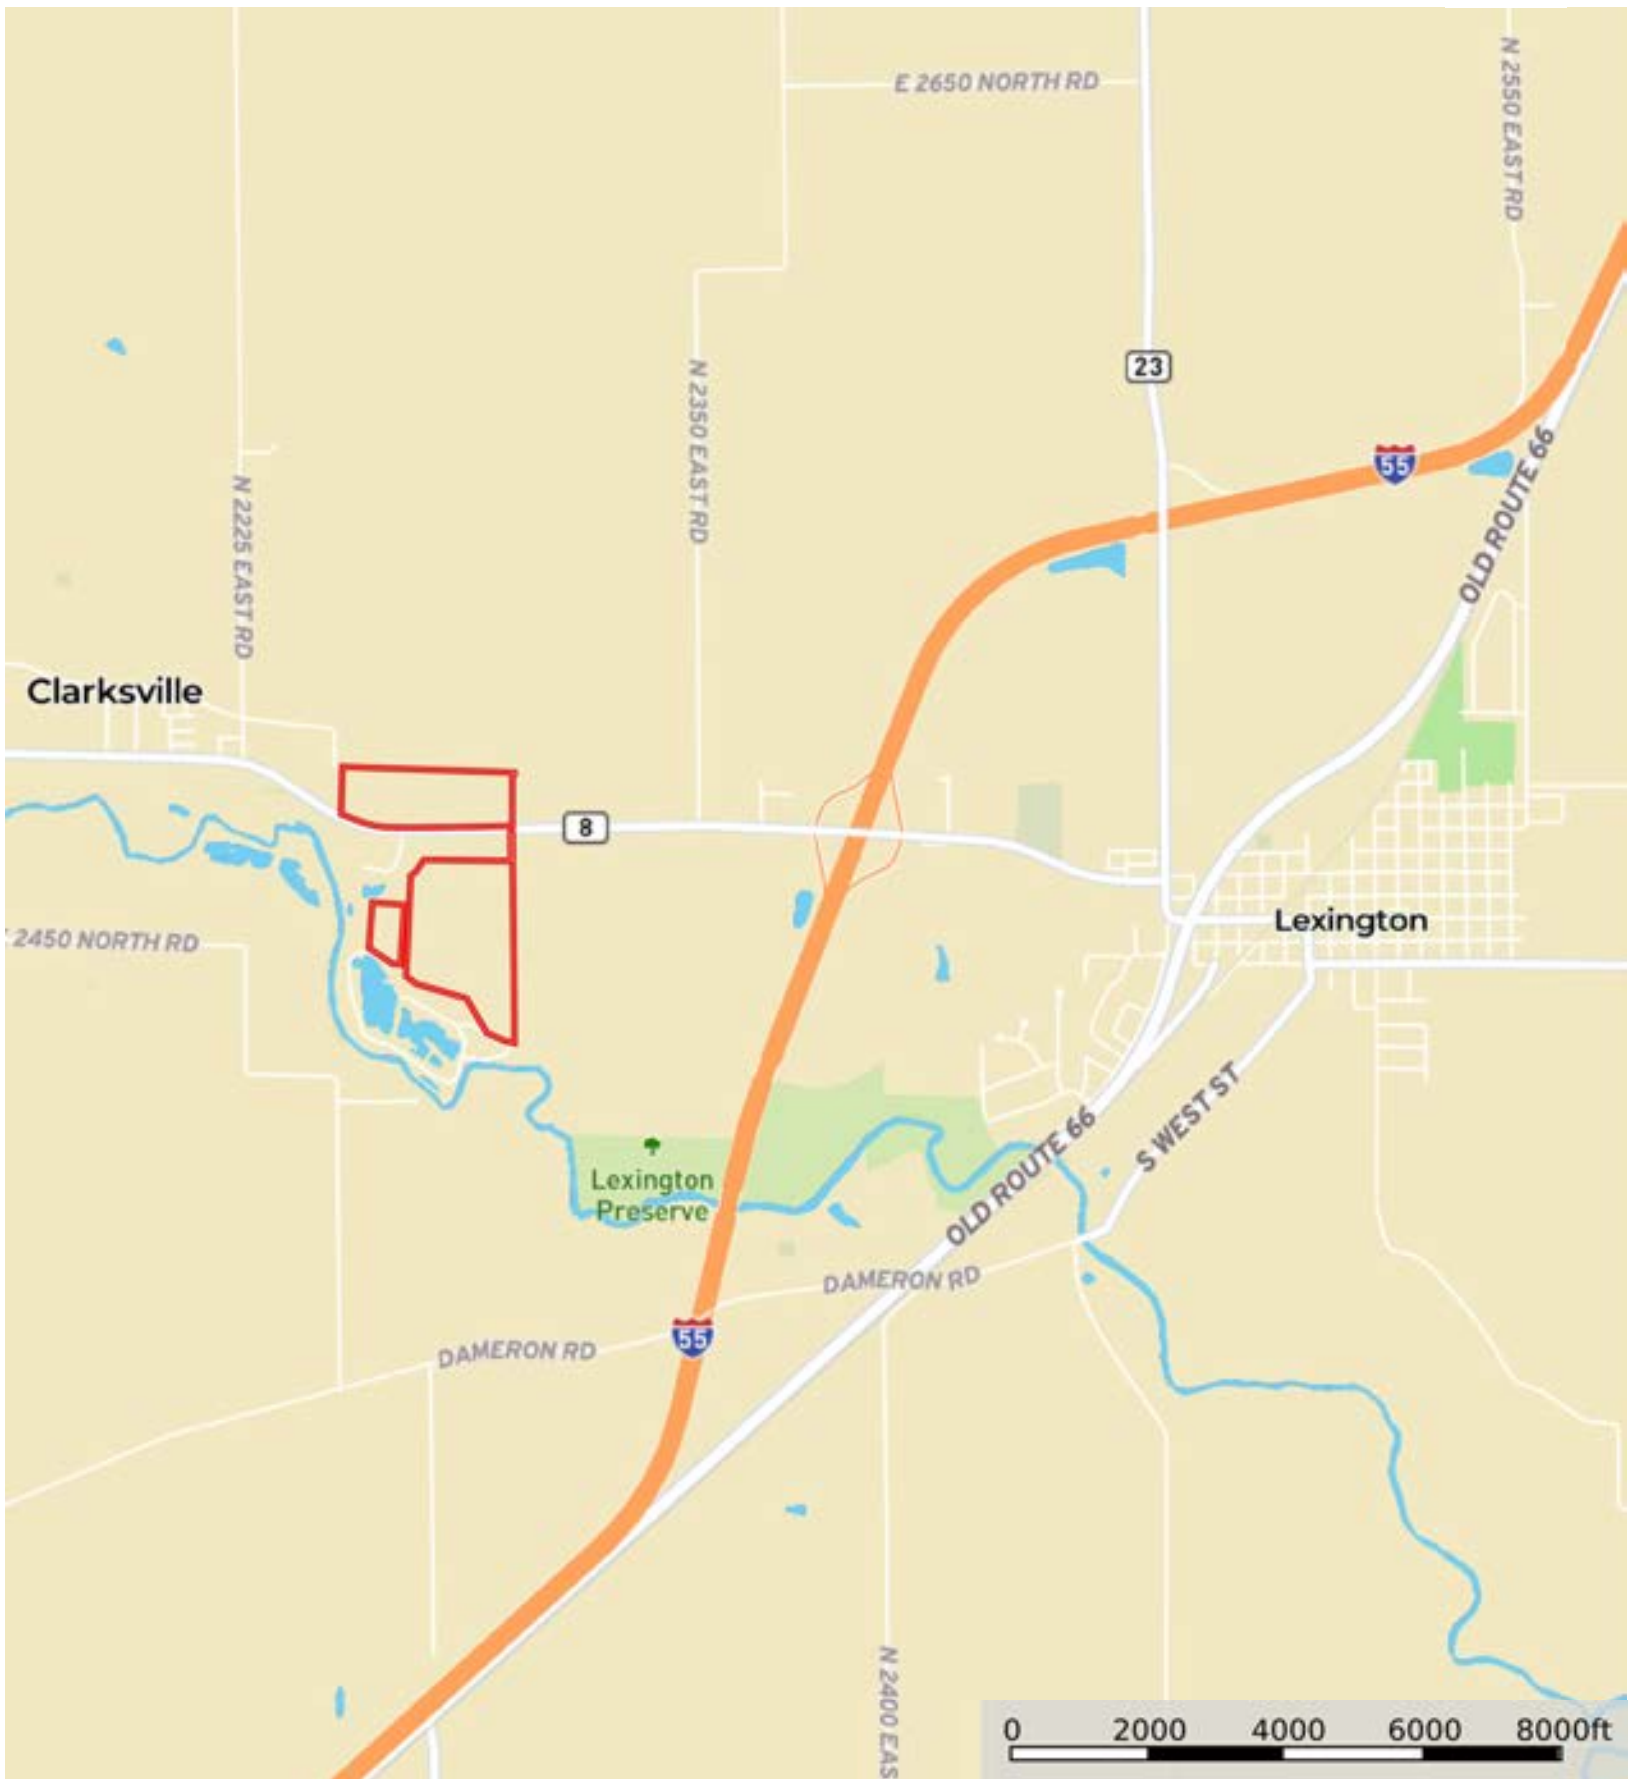 E 2650 NORTH RD
N 2550 EAST RD
23
N 2350 EAST RD
55
OLD ROUTE 66
N 2225 EAST RD
Clarksville
8
Lexington
2450 NORTH RD
S WEST ST
OLD ROUTE 66
Lexington
Preserve
DAMERON RD
55
DAMERON RD
N 2400 EAS
0 2000 4000 6000 8000ft